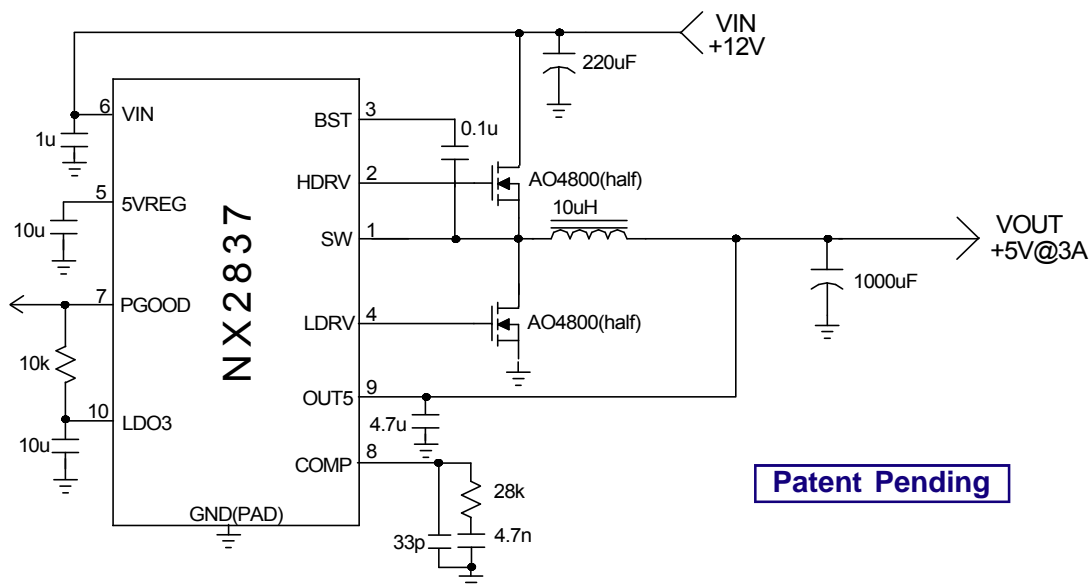 VIN
+12V
220uF
6
VIN
1u
BST
3
0.1u
HDRV
2
AO4800(half)
5
5VREG
10u
10uH
SW
1
VOUT
+5V@3A
NX2837
7
PGOOD
1000uF
LDRV
4
AO4800(half)
10k
OUT5
9
10
LDO3
4.7u
10u
COMP
8
Patent Pending
28k
GND(PAD)
33p
4.7n